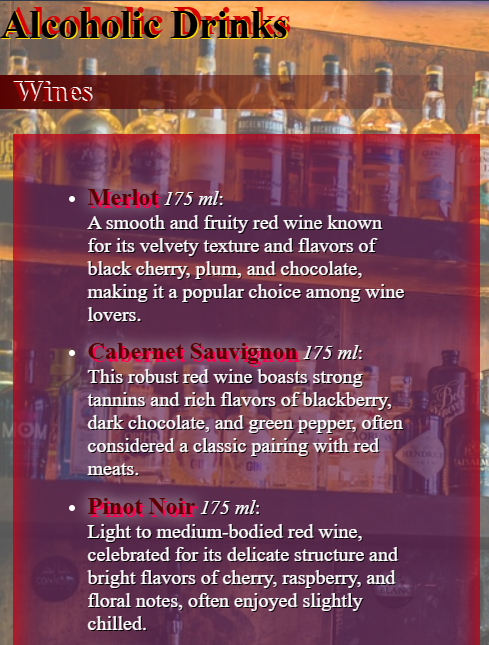 Alcoholic Drinks
Wines
• Merlot 175 ml:
A smooth and fruity red wine known
for its velvety texture and flavors of
black cherry, plum, and chocolate,
making it a popular choice among wine
lovers.
• Cabernet Sauvignon 175 ml:
This robust red wine boasts strong
tannins and rich flavors of blackberry,
dark chocolate, and green pepper, often
considered a classic pairing with red
meats.
• Pinot Noir 175 ml:
Light to medium-bodied red wine,
celebrated for its delicate structure and
bright flavors of cherry, raspberry, and
floral notes, often enjoyed slightly
chilled.
MOM
GIN
HENDRICK'S